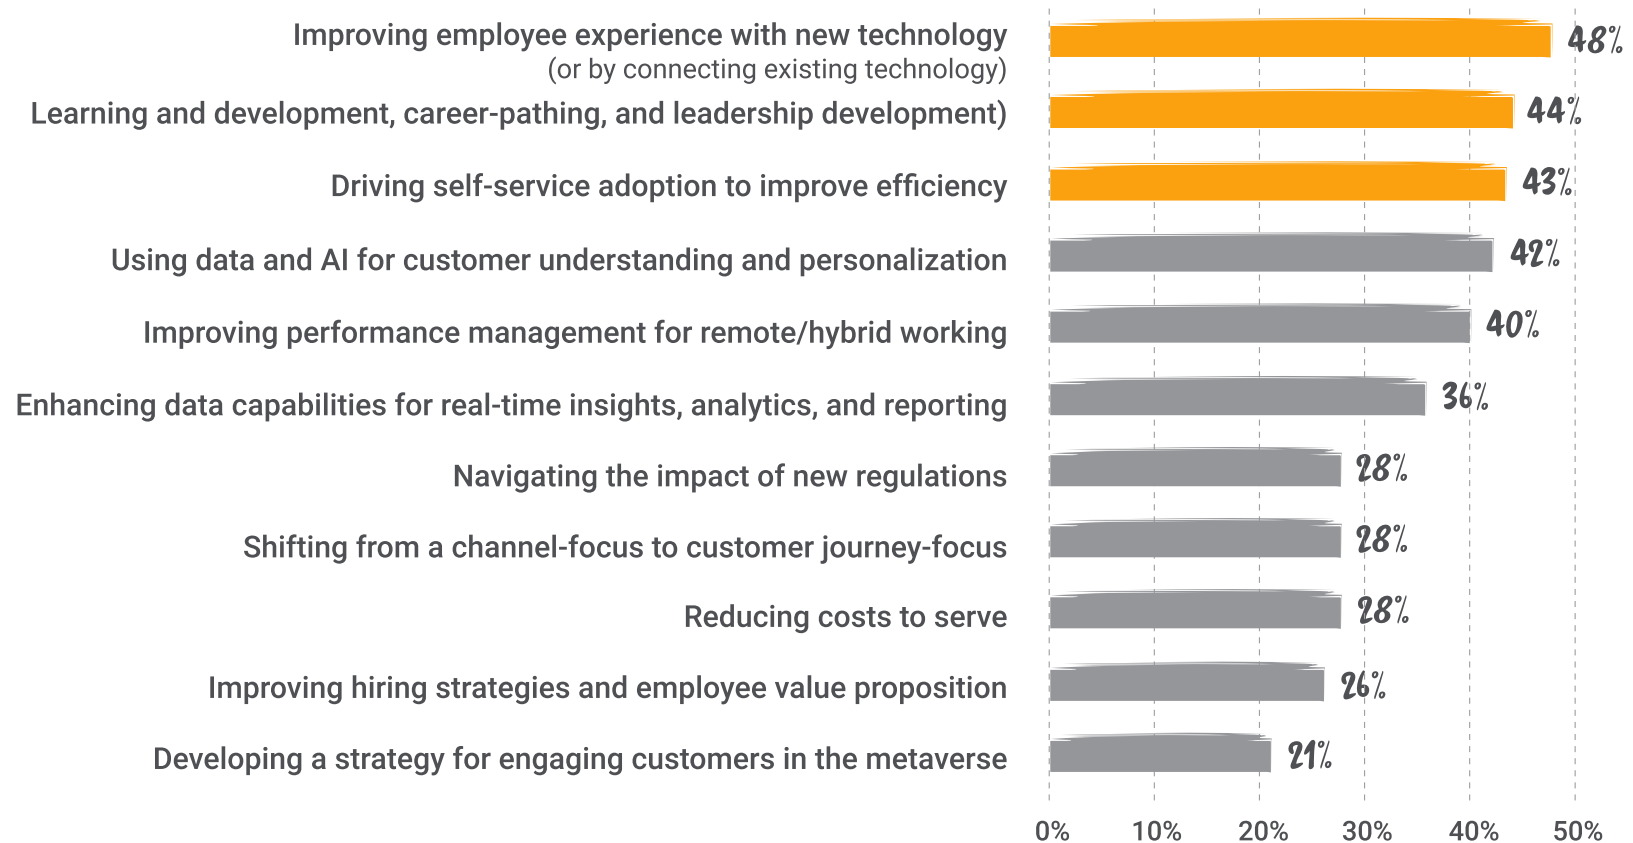 Improving employee experience with new technology 48%
(or by connecting existing technology)
Learning and development, career-pathing, and leadership development) 44%
Driving self-service adoption to improve efficiency 43%
Using data and AI for customer understanding and personalization 42%
Improving performance management for remote/hybrid working 40%
Enhancing data capabilities for real-time insights, analytics, and reporting 36%
Navigating the impact of new regulations 28%
Shifting from a channel-focus to customer journey-focus 28%
Reducing costs to serve 28%
Improving hiring strategies and employee value proposition 26%
Developing a strategy for engaging customers in the metaverse 21%
0% 10% 20% 30% 40% 50%